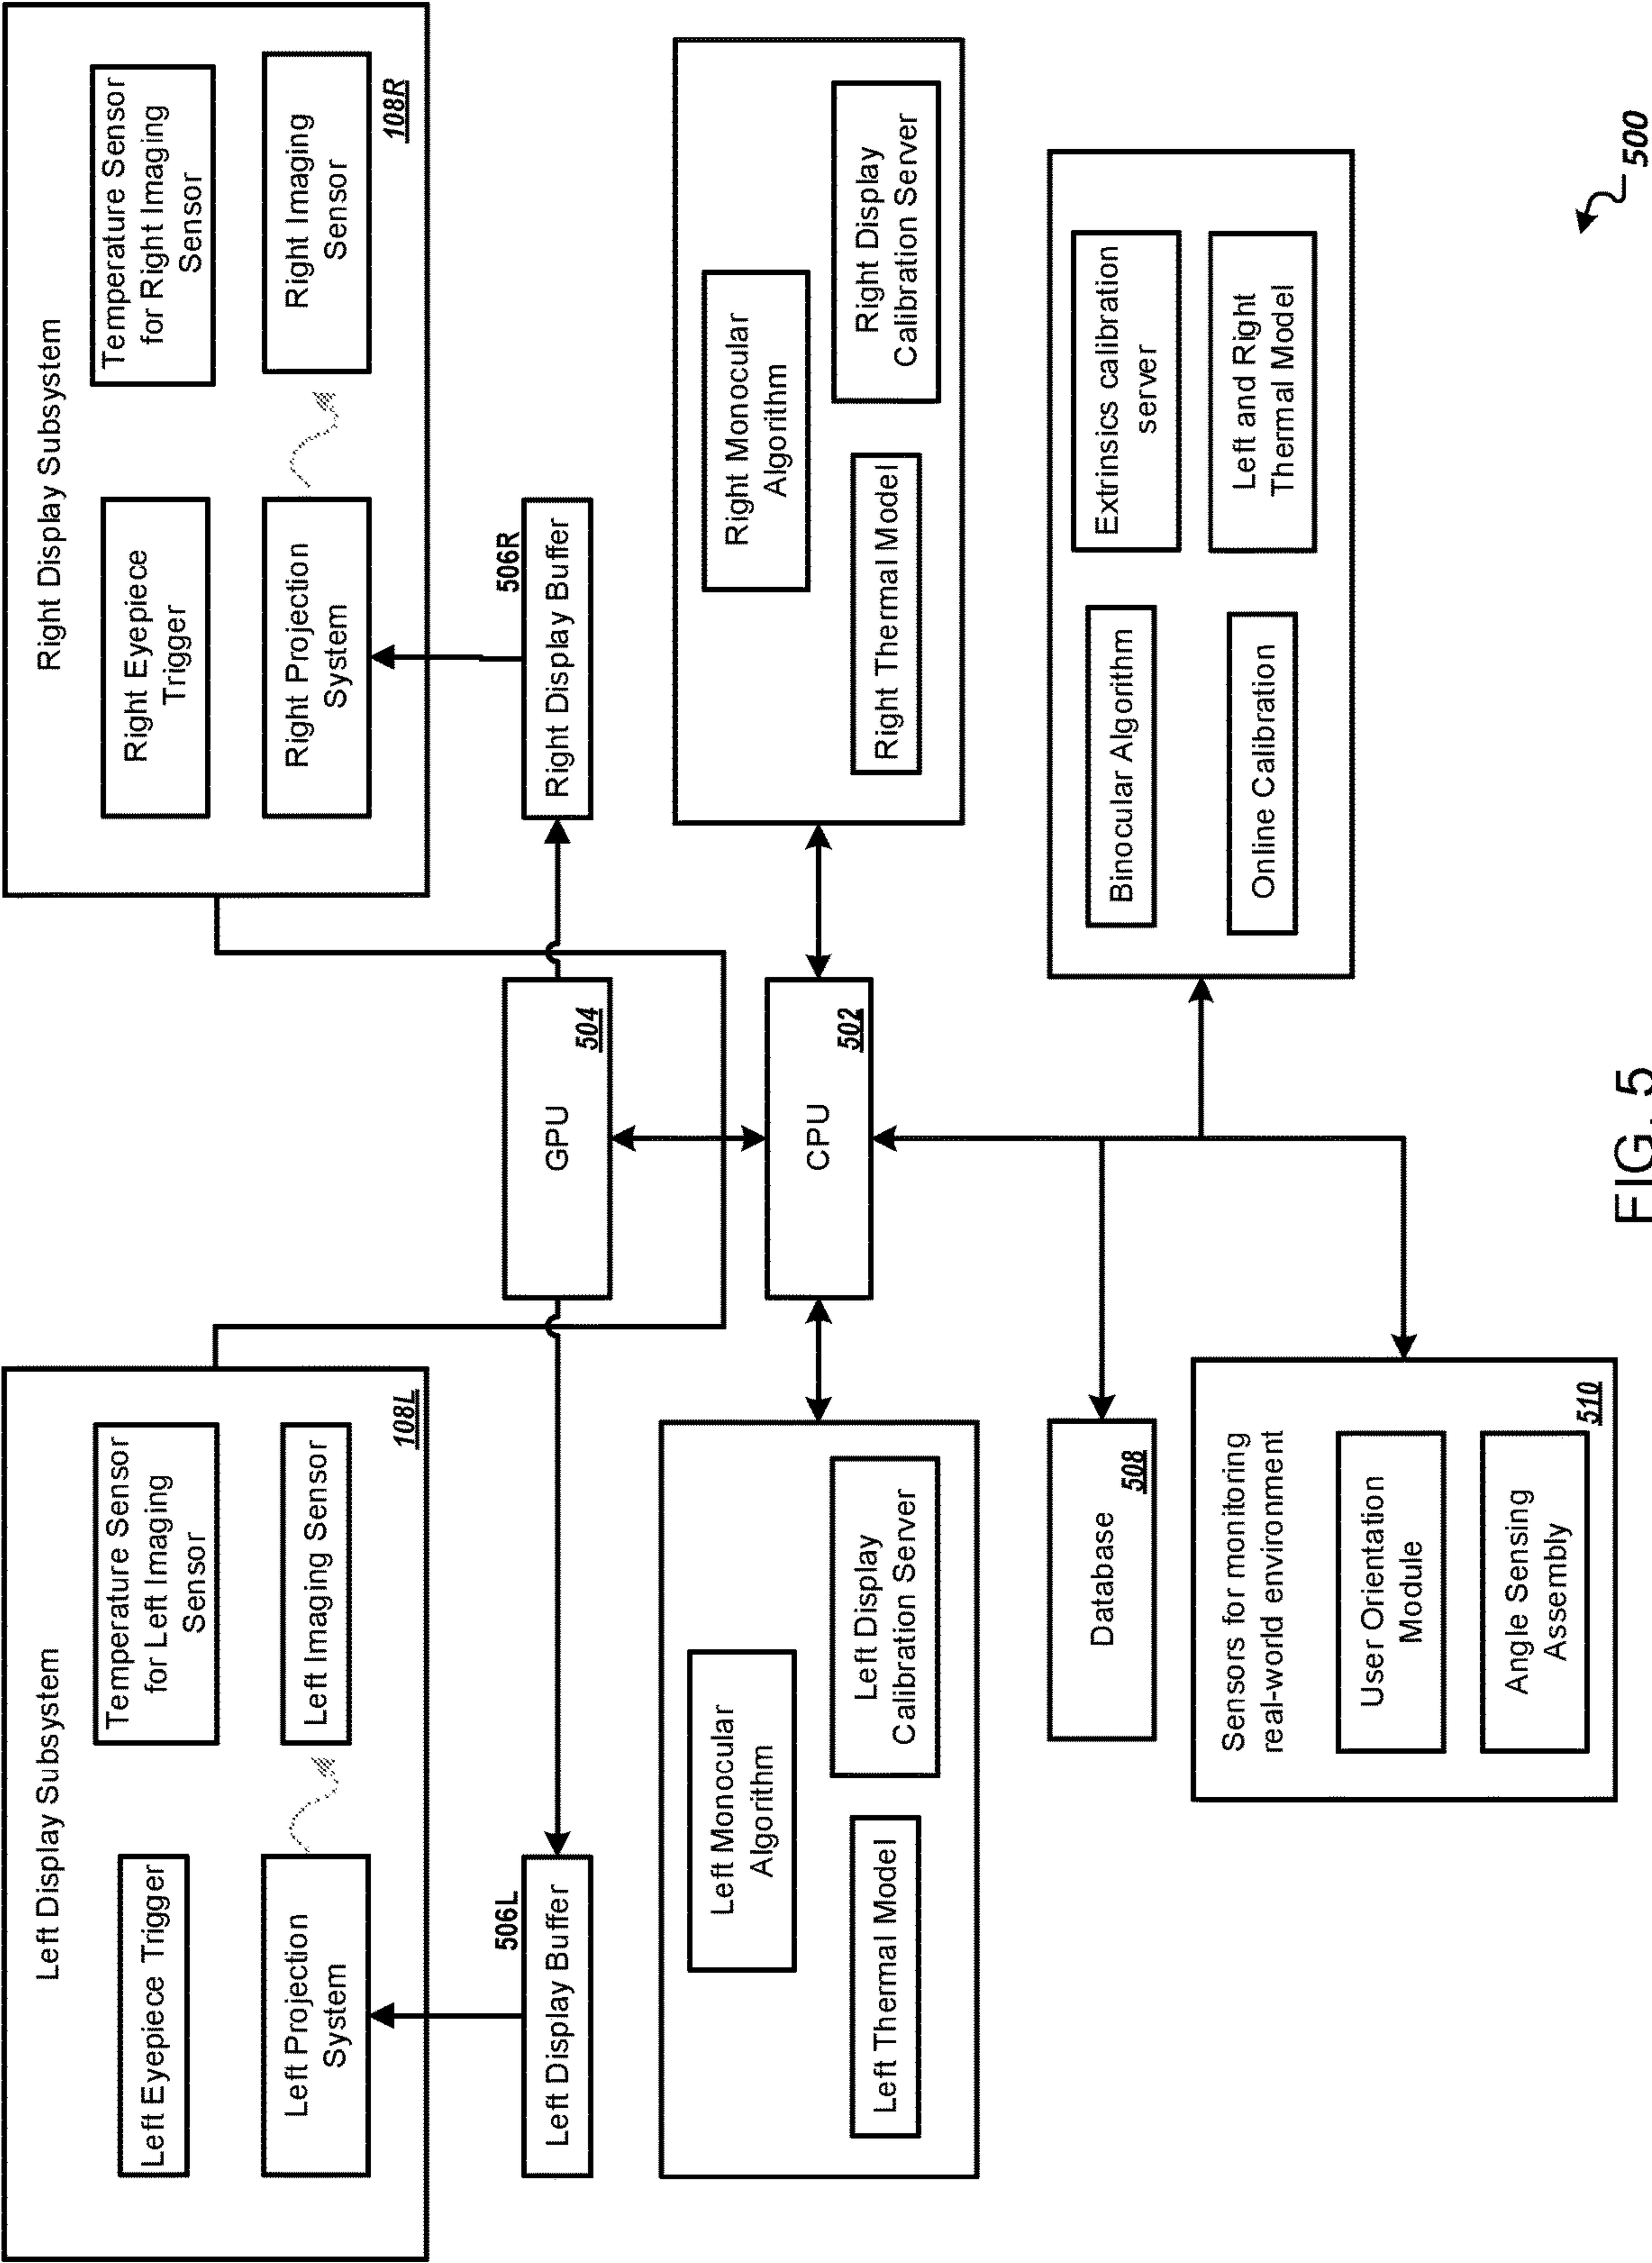 Left Display Subsystem
Left Eyepiece Trigger
Temperature Sensor
for Left Imaging
Sensor
Left Projection
System
Left Imaging Sensor
108L
Right Display Subsystem
Right Eyepiece
Trigger
Temperature Sensor
for Right Imaging
Sensor
Right Projection
System
Right Imaging
Sensor
108R
506L
Left Display Buffer
GPU
504
506R
Right Display Buffer
Left Monocular
Algorithm
Left Thermal Model
Left Display
Calibration Server
CPU
502
Right Monocular
Algorithm
Right Thermal Model
Right Display
Calibration Server
Database
508
Binocular Algorithm
Extrinsics calibration
server
Online Calibration
Left and Right
Thermal Model
Sensors for monitoring
real-world environment
User Orientation
Module
Angle Sensing
Assembly
510
FIG. 5
500